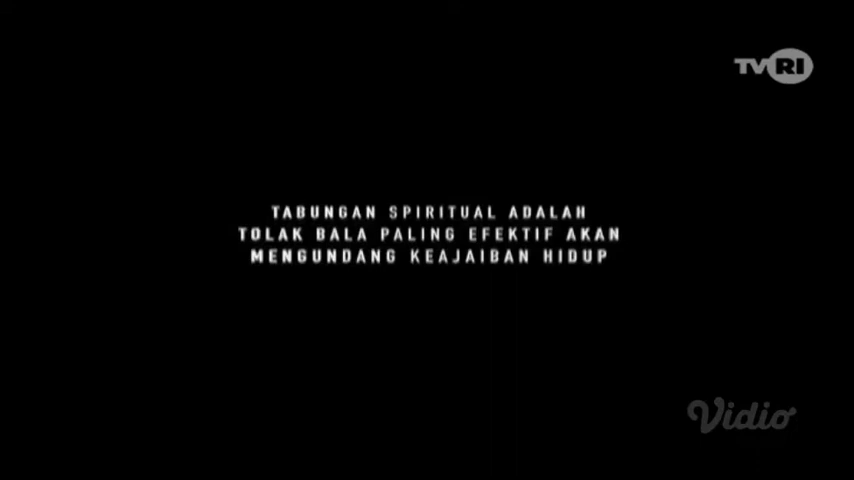 TVRI
TABUNGAN SPIRITUAL ADALAH
TOLAK BALA PALING EFEKTIF AKAN
MENGUNDANG KEAJAIBAN HIDUP
Vidio